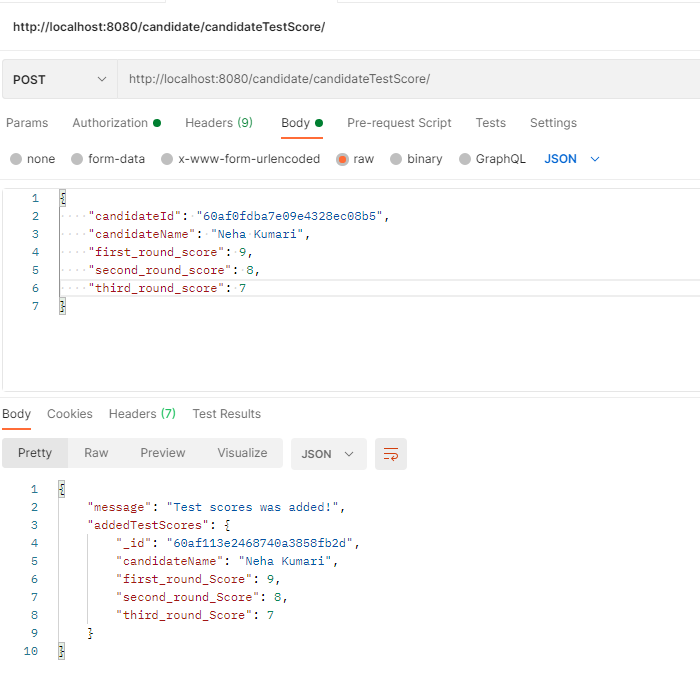 http://localhost:8080/candidate/candidateTestScore/
POST http://localhost:8080/candidate/candidateTestScore/
Params Authorization Headers (9) Body Pre-request Script Tests Settings
none form-data x-www-form-urlencoded raw binary GraphQL JSON
1 {
2 "candidateId": "60af0fdba7e09e4328ec08b5",
3 "candidateName": "Neha Kumari",
4 "first_round_score": 9,
5 "second_round_score": 8,
6 "third_round_score": 7
7 }
Body Cookies Headers (7) Test Results
Pretty Raw Preview Visualize JSON
1 {
2 "message": "Test scores was added!",
3 "addedTestScores": {
4 "_id": "60af113e2468740a3858fb2d",
5 "candidateName": "Neha Kumari",
6 "first_round_Score": 9,
7 "second_round_Score": 8,
8 "third_round_Score": 7
9 }
10 }